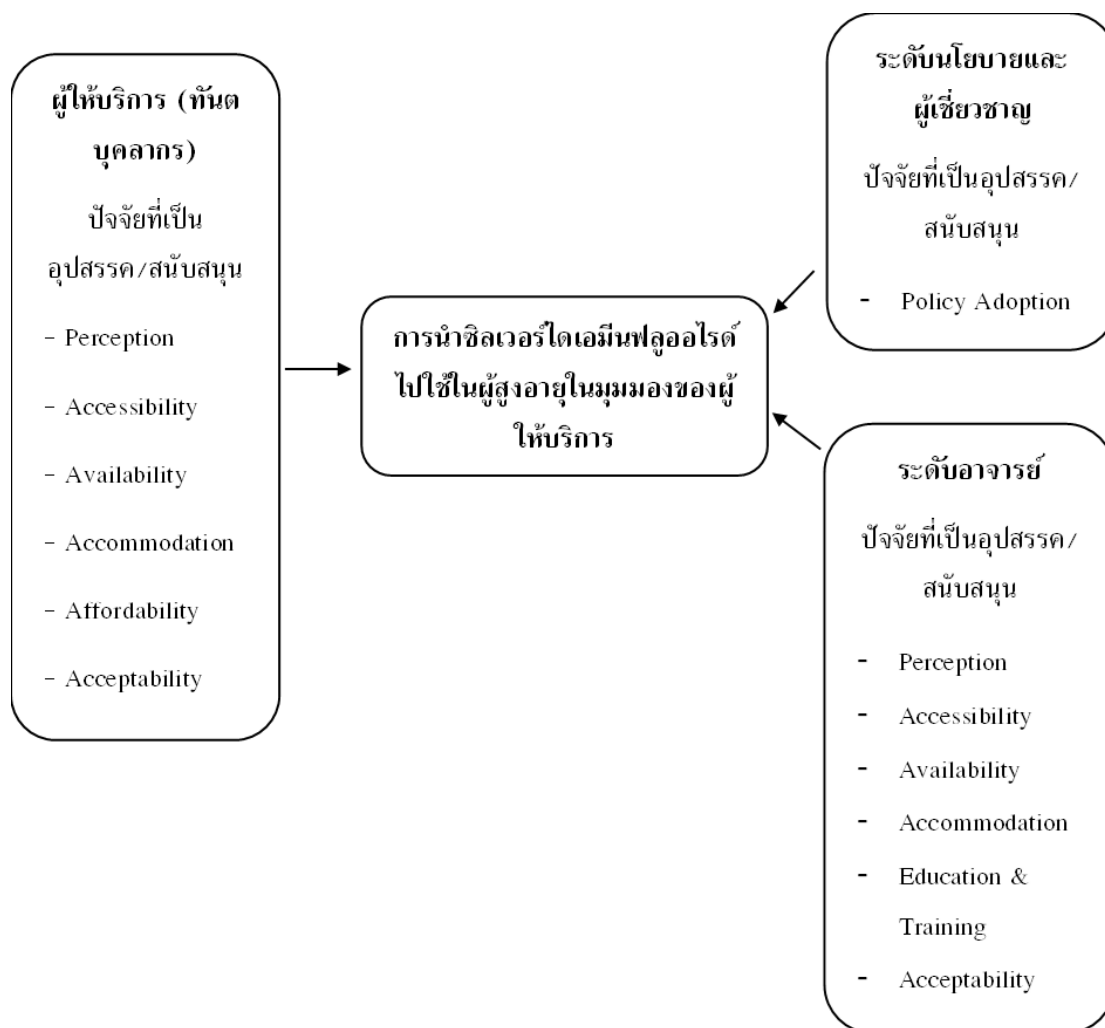 ผู้ให้บริการ (ทันต
บุคลากร)
ปัจจัยที่เป็น
อุปสรรค/สนับสนุน
– Perception
– Accessibility
– Availability
– Accommodation
– Affordability
– Acceptability
การนำซิลเวอร์ไดเอมีนฟลูออไรด์
ไปใช้ในผู้สูงอายุในมุมมองของผู้
ให้บริการ
ระดับนโยบายและ
ผู้เชี่ยวชาญ
ปัจจัยที่เป็นอุปสรรค/
สนับสนุน
- Policy Adoption
ระดับอาจารย์
ปัจจัยที่เป็นอุปสรรค/
สนับสนุน
- Perception
- Accessibility
- Availability
- Accommodation
- Education &
Training
- Acceptability